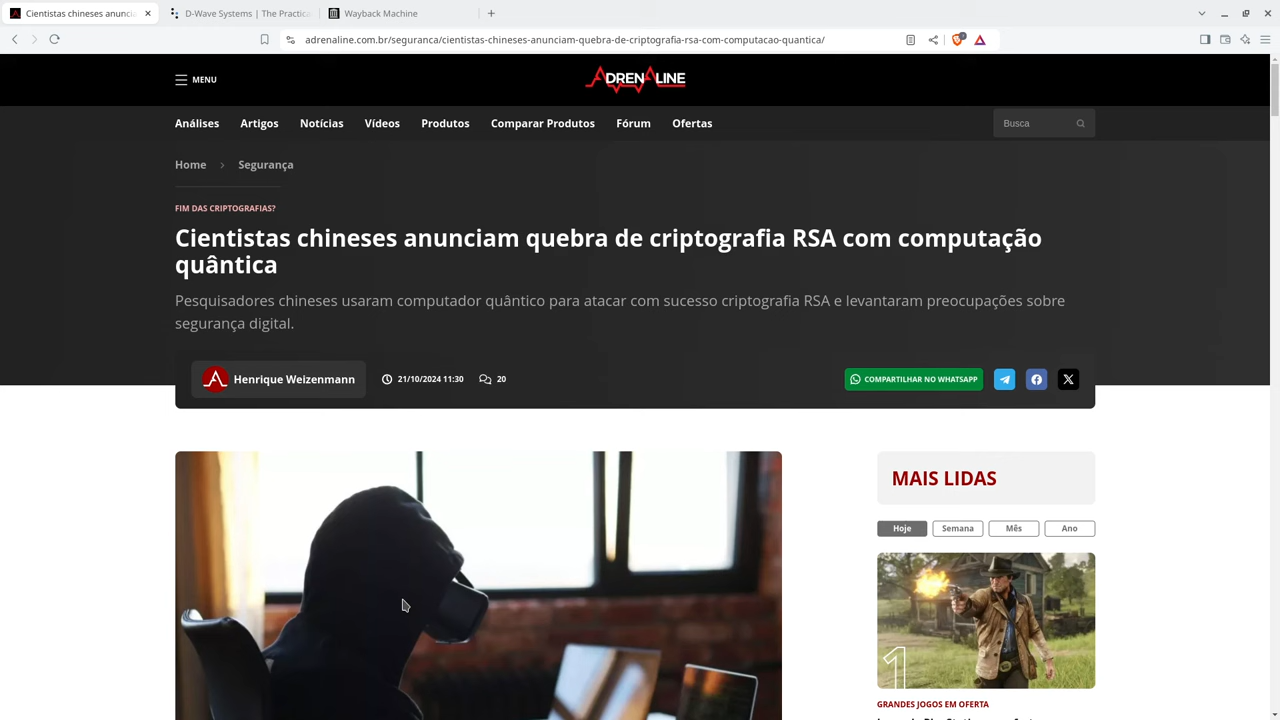 Cientistas chineses anuncia
D-Wave Systems | The Practica
Wayback Machine
adrenaline.com.br/seguranca/cientistas-chineses-anunciam-quebra-de-criptografia-rsa-com-computacao-quantica/
MENU
ADRENALINE
Análises
Artigos
Notícias
Vídeos
Produtos
Comparar Produtos
Fórum
Ofertas
Busca
Home > Segurança
FIM DAS CRIPTOGRAFIAS?
Cientistas chineses anunciam quebra de criptografia RSA com computação
quântica
Pesquisadores chineses usaram computador quântico para atacar com sucesso criptografia RSA e levantaram preocupações sobre
segurança digital.
Henrique Weizenmann
21/10/2024 11:30
20
COMPARTILHAR NO WHATSAPP
MAIS LIDAS
Hoje
Semana
Mês
Ano
1
GRANDES JOGOS EM OFERTA